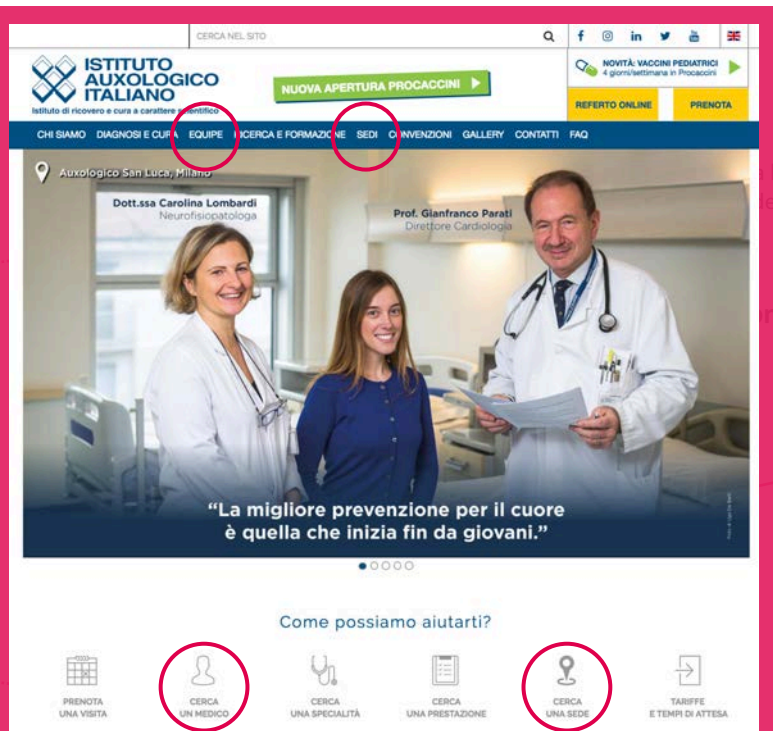 CERCA NEL SITO
ISTITUTO
AUXOLOGICO
ITALIANO
Istituto di ricovero e cura a carattere scientifico
NUOVA APERTURA PROCACCINI
NOVITÀ: VACCINI PEDIATRICI
4 giorni/settimana in Procaccini
REFERTO ONLINE PRENOTA
CHI SIAMO DIAGNOSI E CURA EQUIPE RICERCA E FORMAZIONE SEDI CONVENZIONI GALLERY CONTATTI FAQ
Auxologico San Luca, Milano
Dott.ssa Carolina Lombardi
Neurofisiopatologa
Prof. Gianfranco Parati
Direttore Cardiologia
“La migliore prevenzione per il cuore
è quella che inizia fin da giovani.”
Come possiamo aiutarti?
PRENOTA
UNA VISITA
CERCA
UN MEDICO
CERCA
UNA SPECIALITÀ
CERCA
UNA PRESTAZIONE
CERCA
UNA SEDE
TARIFFE
E TEMPI DI ATTESA